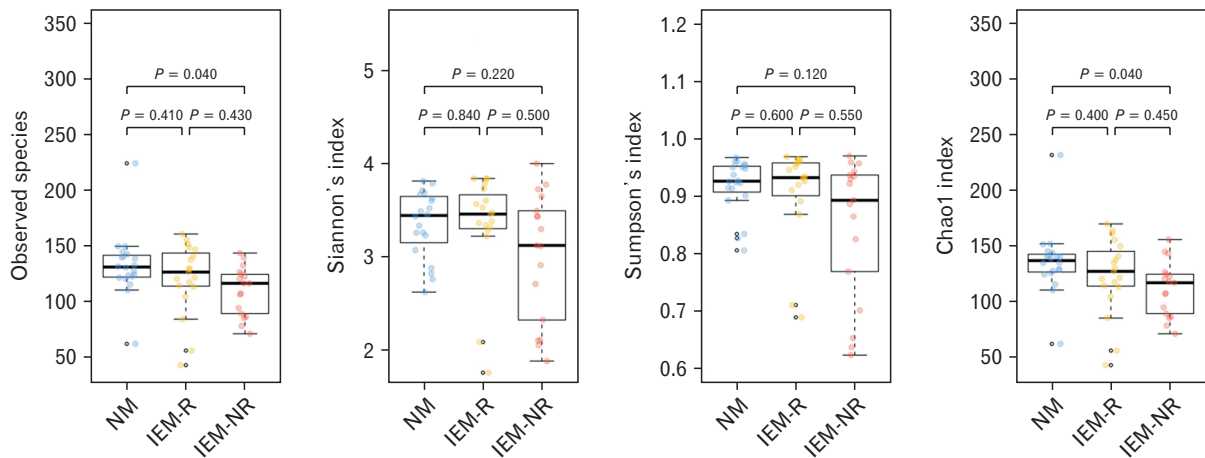 Observed species
350
300
250
200
150
100
50
P = 0.040
P = 0.410
P = 0.430
NM
IEM-R
IEM-NR
Siannon's index
5
4
3
2
P = 0.220
P = 0.840
P = 0.500
NM
IEM-R
IEM-NR
Sumpson's index
1.2
1.1
1.0
0.9
0.8
0.7
0.6
P = 0.120
P = 0.600
P = 0.550
NM
IEM-R
IEM-NR
Chao1 index
350
300
250
200
150
100
50
P = 0.040
P = 0.400
P = 0.450
NM
IEM-R
IEM-NR